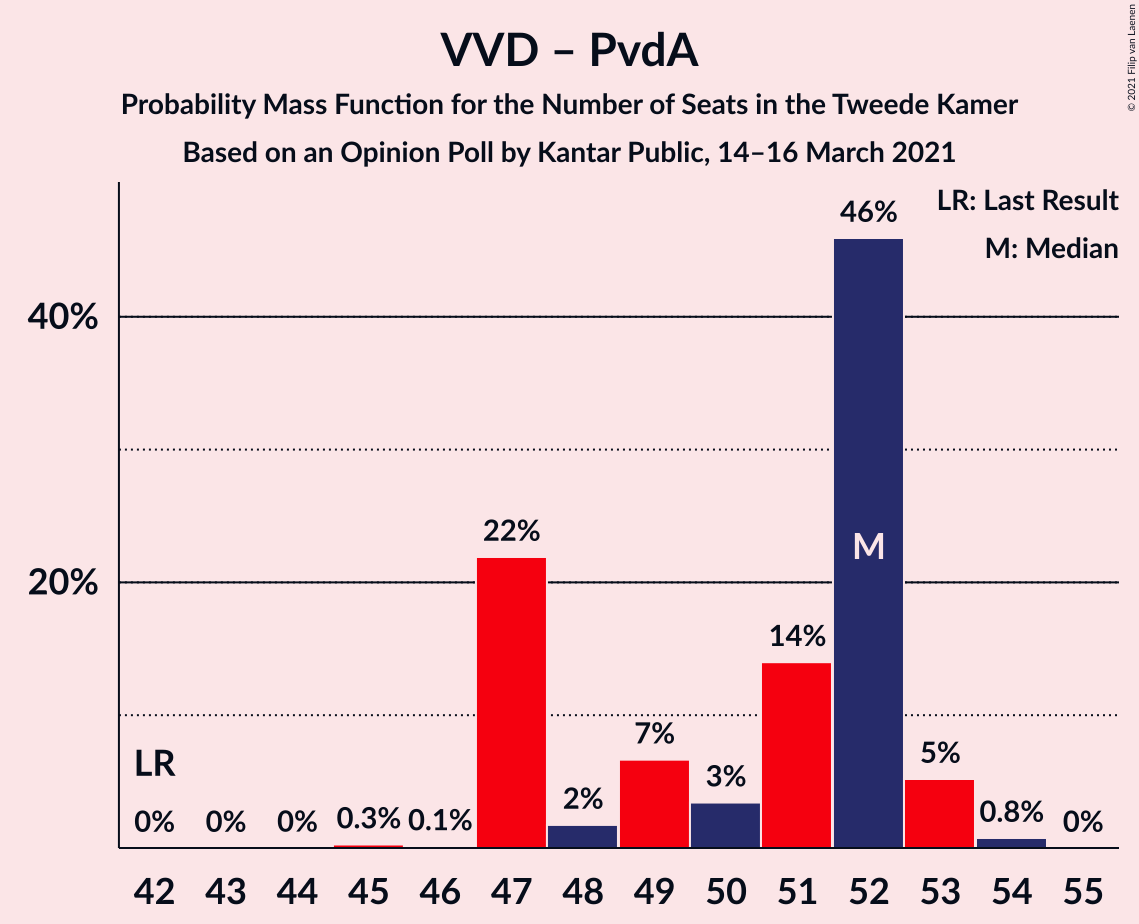 VVD – PvdA
Probability Mass Function for the Number of Seats in the Tweede Kamer
Based on an Opinion Poll by Kantar Public, 14–16 March 2021
© 2021 Filip van Laenen
LR: Last Result
M: Median
46%
40%
22%
M
20%
14%
7%
LR
5%
3%
2%
0% 0% 0% 0.3% 0.1% 0.8% 0%
42 43 44 45 46 47 48 49 50 51 52 53 54 55